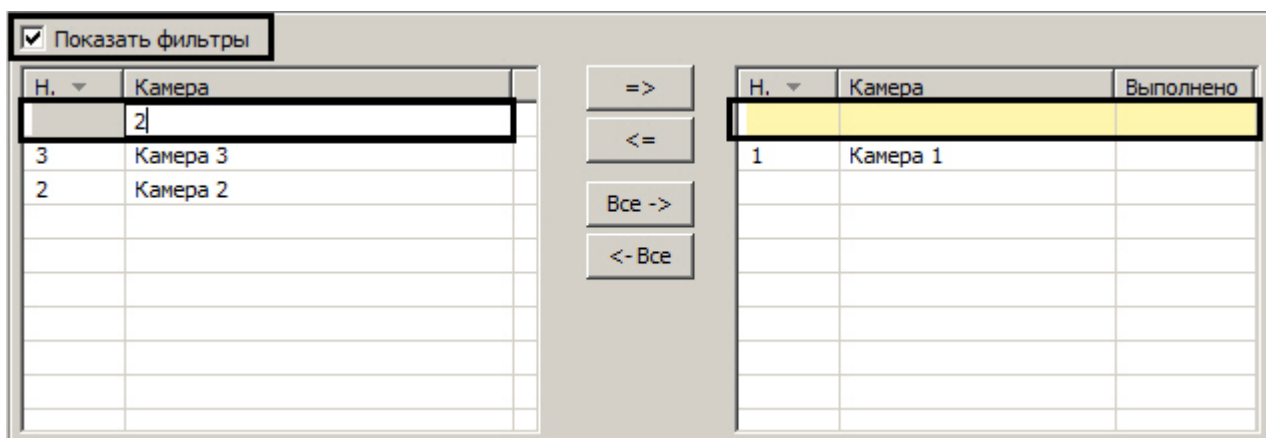 Показать фильтры
Н. Камера
2
3 Камера 3
2 Камера 2
=>
<=
Все ->
<- Все
Н. Камера Выполнено
1 Камера 1